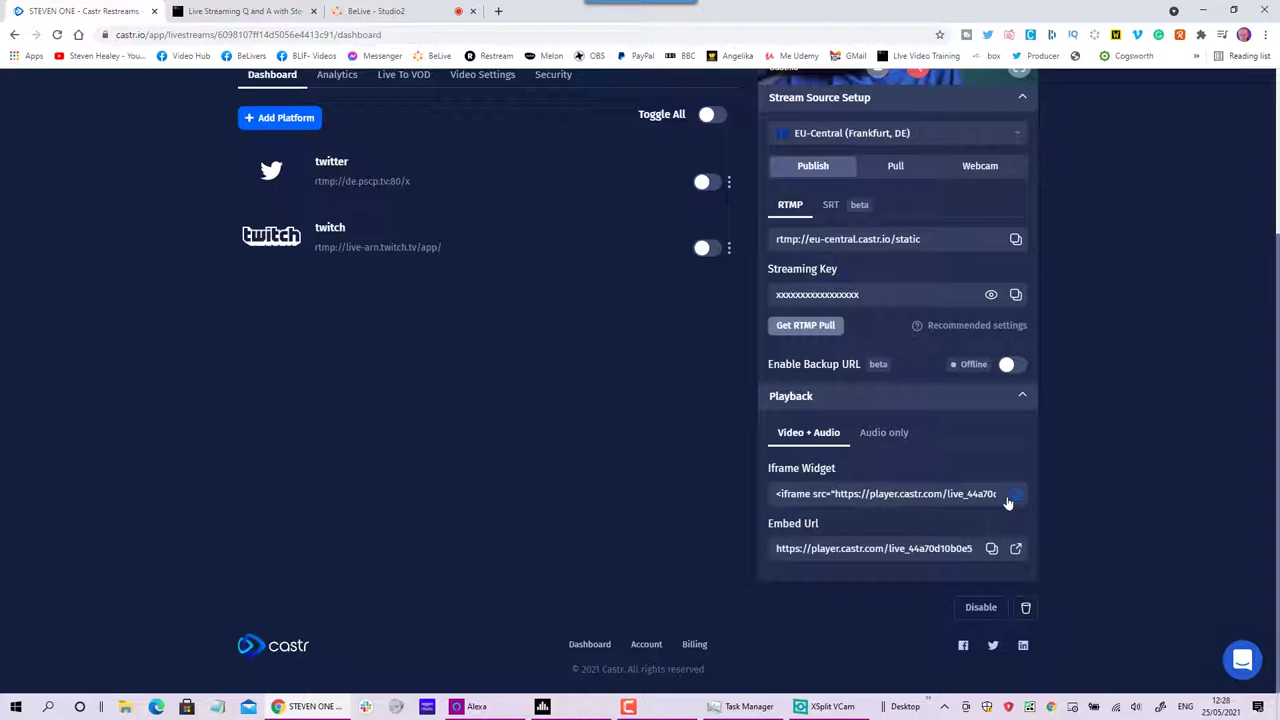 STEVEN ONE - Castr Restreams
Live Streaming Q and A with Ste
BeLive - Studio2
castr.io/app/livestreams/6098107ff14d5056e4413c91/dashboard
Apps
Steven Healey - You...
BeLivers
BLIF- Videos
Messenger
BeLive
Restream
Melon
OBS
PayPal
BBC
Angelika
Me Udemy
GMail
Live Video Training
box
Producer
Cogsworth
Reading list
Dashboard
Analytics
Live To VOD
Video Settings
Security
Stream Source Setup
+ Add Platform
Toggle All
EU-Central (Frankfurt, DE)
twitter
rtmp://de.pscp.tv:80/x
Publish
Pull
Webcam
RTMP
SRT
beta
twitch
rtmp://live-arn.twitch.tv/app/
rtmp://eu-central.castr.io/static
Streaming Key
xxxxxxxxxxxxxxxxx
Get RTMP Pull
Recommended settings
Enable Backup URL
beta
Offline
Playback
Video + Audio
Audio only
Iframe Widget
<iframe src="https://player.castr.com/live_44a70d
Embed Url
https://player.castr.com/live_44a70d10b0e5
Disable
castr
Dashboard
Account
Billing
© 2021 Castr. All rights reserved
STEVEN ONE ...
Alexa
Task Manager
XSplit VCam
Desktop
12:28
25/05/2021